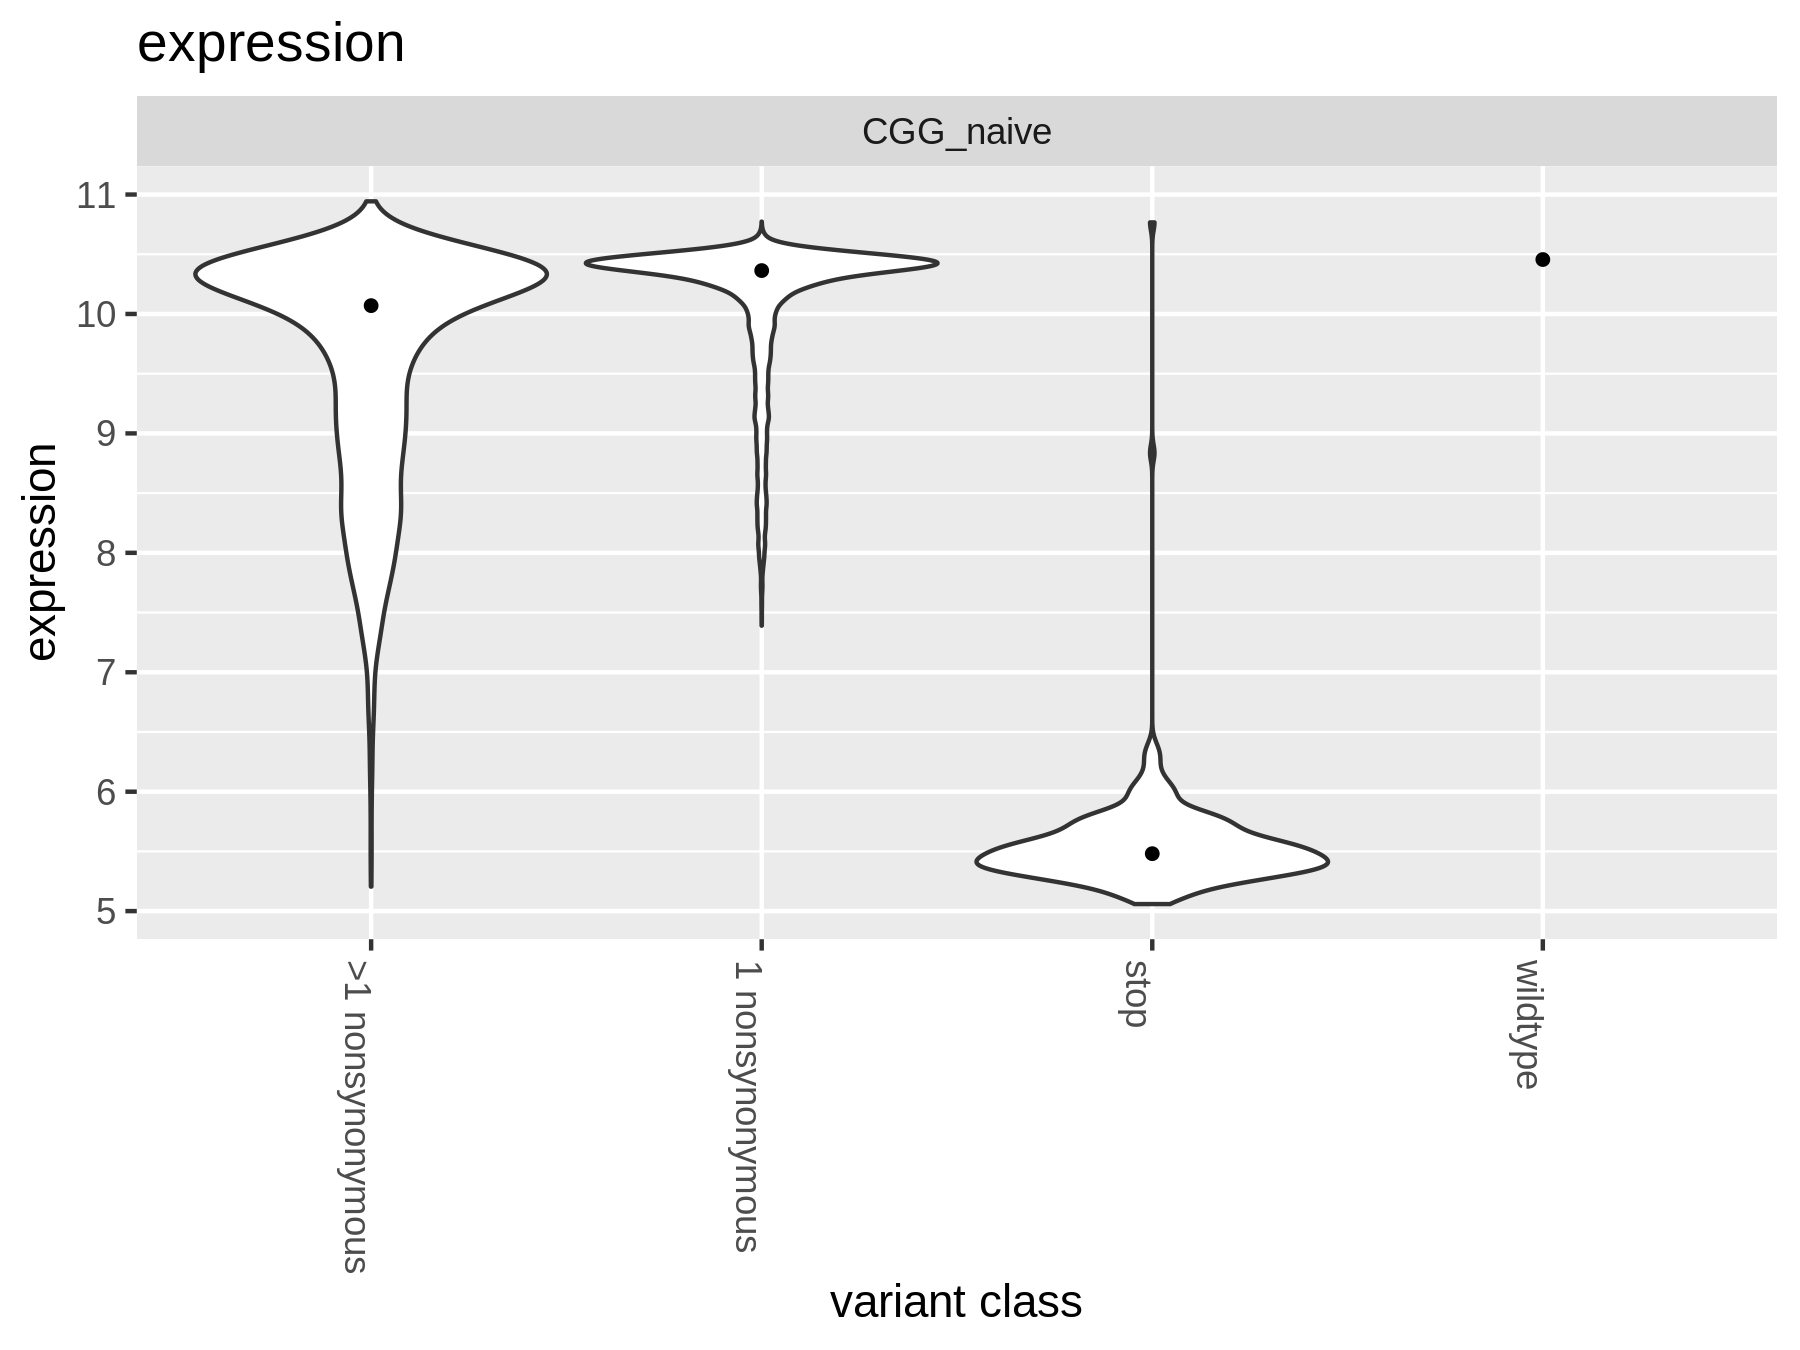 expression
CGG_naive
11
10
9
8
7
6
5
expression
>1 nonsynonymous
1 nonsynonymous
stop
wildtype
variant class